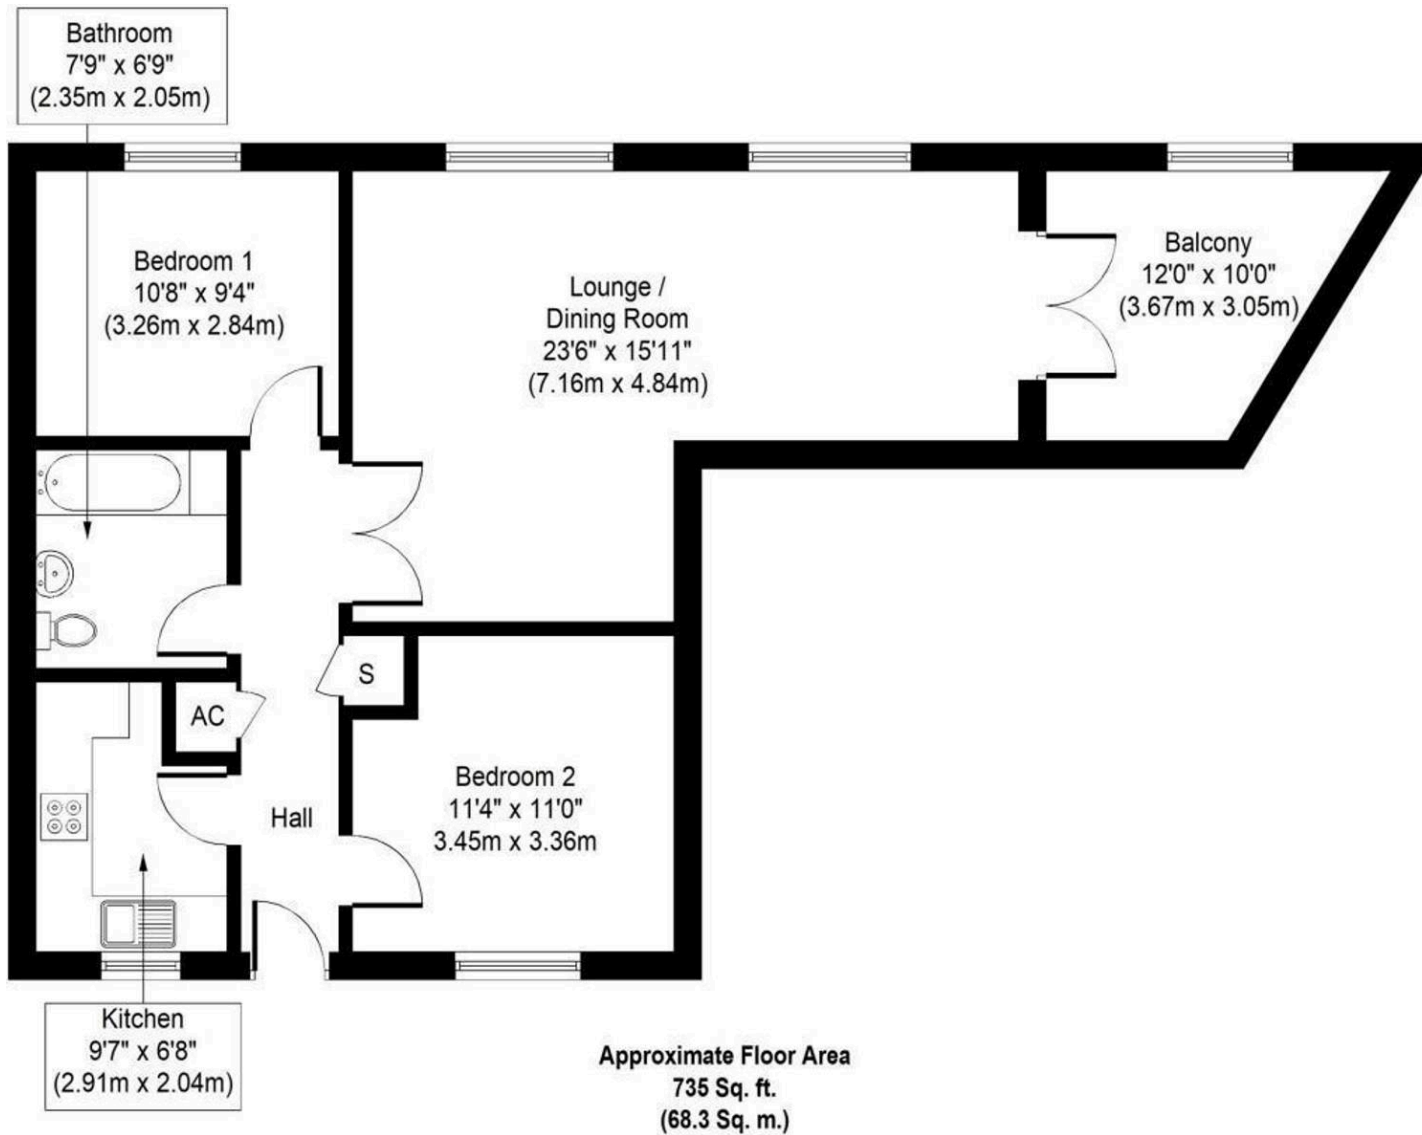 Bathroom
7'9" x 6'9"
(2.35m x 2.05m)
Bedroom 1
10'8" x 9'4"
(3.26m x 2.84m)
Lounge /
Dining Room
23'6" x 15'11"
(7.16m x 4.84m)
Balcony
12'0" x 10'0"
(3.67m x 3.05m)
S
AC
Hall
Bedroom 2
11'4" x 11'0"
3.45m x 3.36m
Kitchen
9'7" x 6'8"
(2.91m x 2.04m)
Approximate Floor Area
735 Sq. ft.
(68.3 Sq. m.)